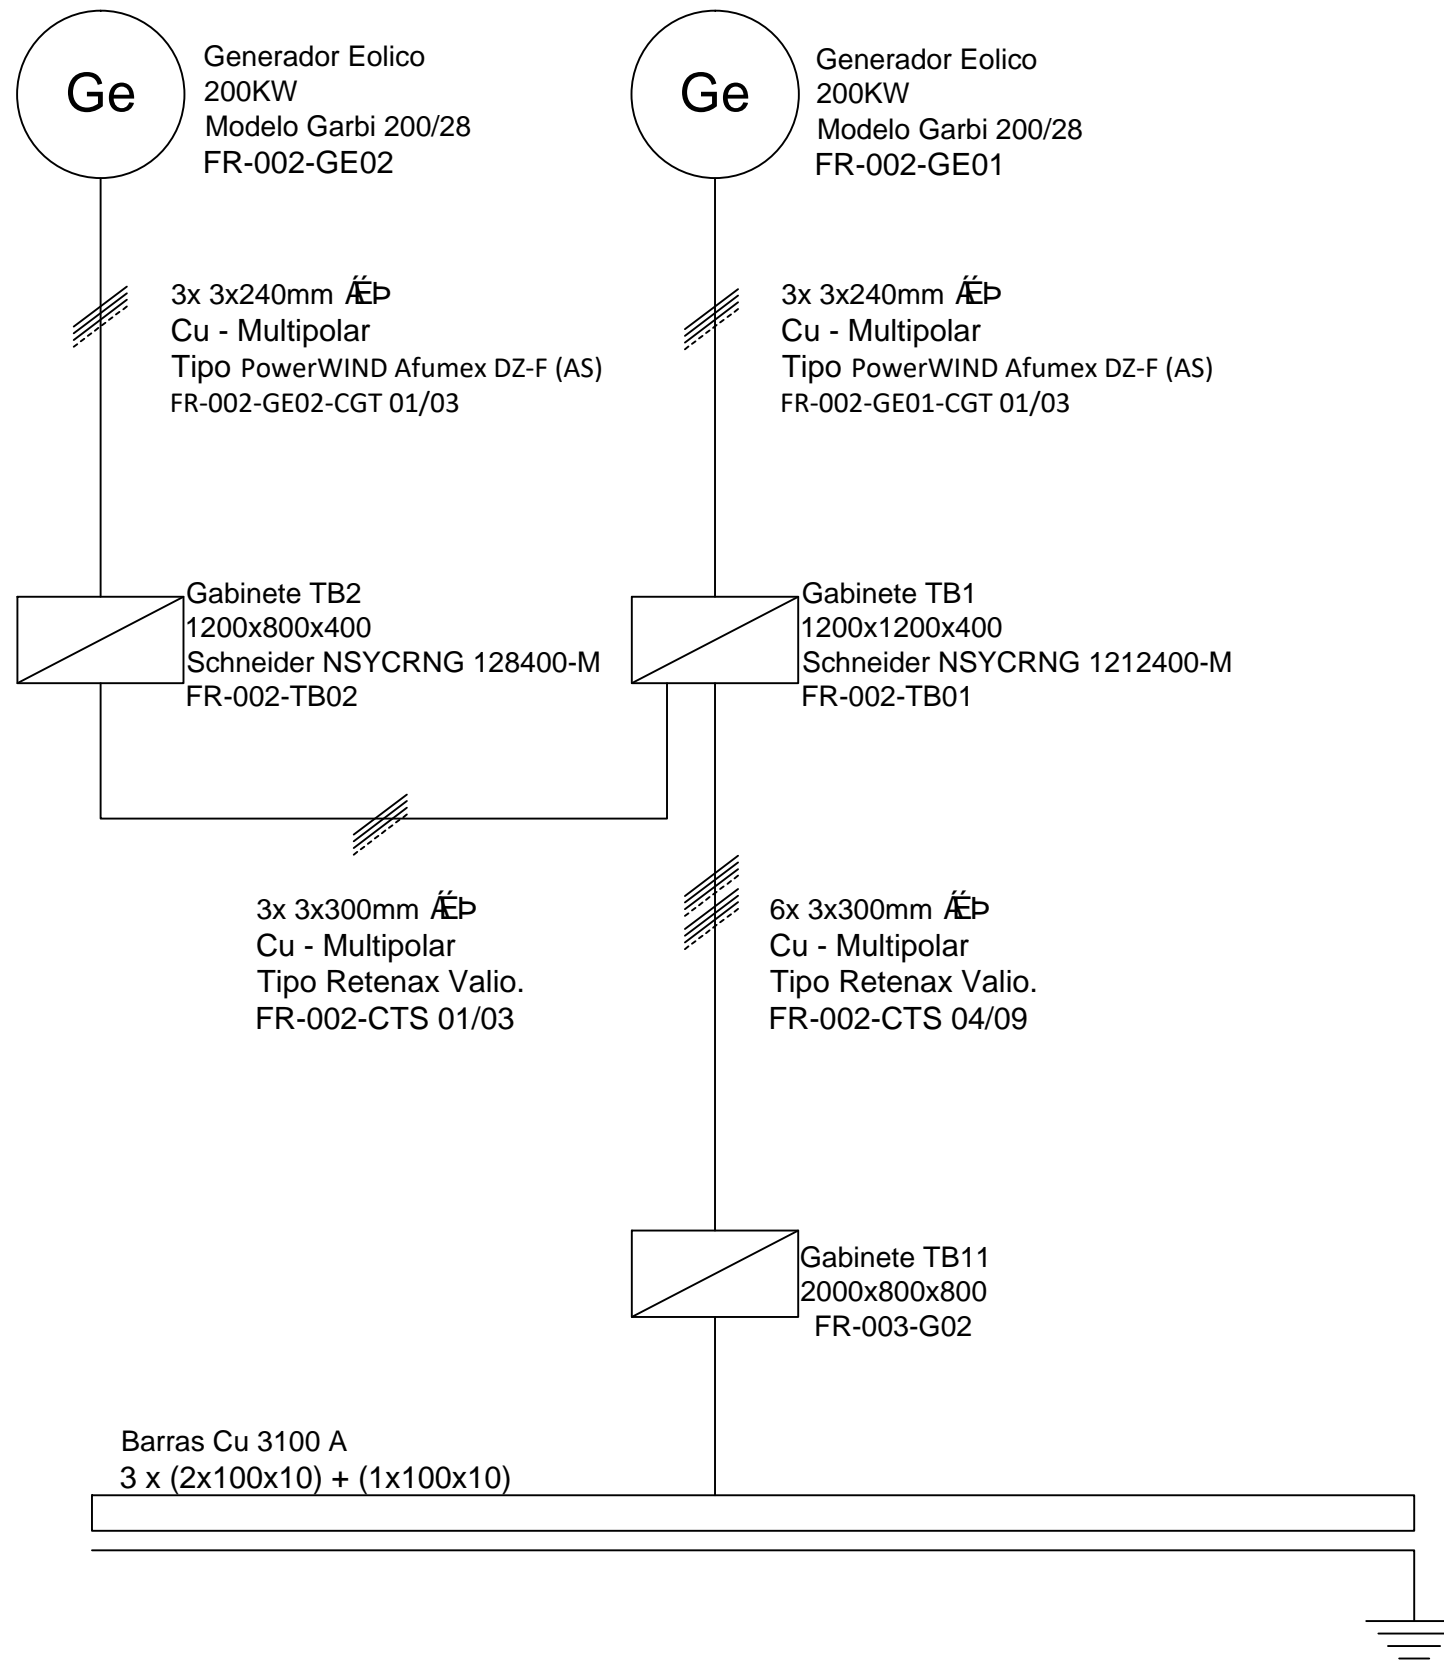 Ge
Generador Eolico
200KW
Modelo Garbi 200/28
FR-002-GE02
Ge
Generador Eolico
200KW
Modelo Garbi 200/28
FR-002-GE01
3x 3x240mm
Cu - Multipolar
Tipo PowerWIND Afumex DZ-F (AS)
FR-002-GE02-CGT 01/03
3x 3x240mm
Cu - Multipolar
Tipo PowerWIND Afumex DZ-F (AS)
FR-002-GE01-CGT 01/03
Gabinete TB2
1200x800x400
Schneider NSYCRNG 128400-M
FR-002-TB02
Gabinete TB1
1200x1200x400
Schneider NSYCRNG 1212400-M
FR-002-TB01
3x 3x300mm
Cu - Multipolar
Tipo Retenax Valio.
FR-002-CTS 01/03
6x 3x300mm
Cu - Multipolar
Tipo Retenax Valio.
FR-002-CTS 04/09
Gabinete TB11
2000x800x800
FR-003-G02
Barras Cu 3100 A
3 x (2x100x10) + (1x100x10)